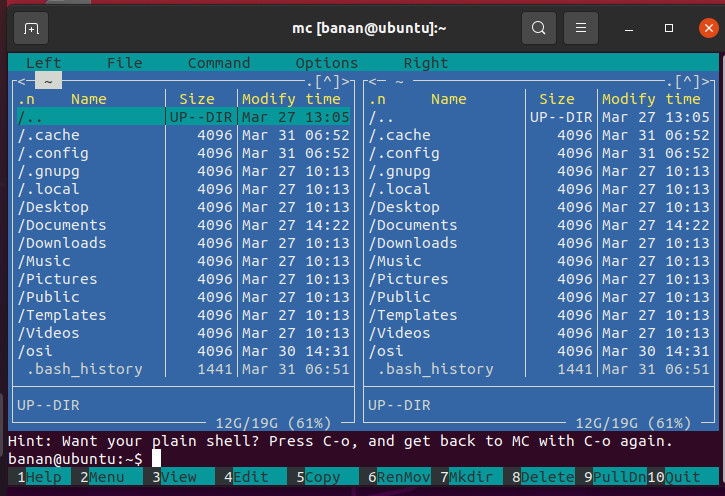 mc [banan@ubuntu]:~
Left File Command Options Right
<─ ~ ─.[^]>
<─ ~ ─.[^]>
.n Name Size Modify time .n Name Size Modify time
/.. UP--DIR Mar 27 13:05 /.. UP--DIR Mar 27 13:05
/.cache 4096 Mar 31 06:52 /.cache 4096 Mar 31 06:52
/.config 4096 Mar 31 06:52 /.config 4096 Mar 31 06:52
/.gnupg 4096 Mar 27 10:13 /.gnupg 4096 Mar 27 10:13
/.local 4096 Mar 27 10:13 /.local 4096 Mar 27 10:13
/Desktop 4096 Mar 27 10:13 /Desktop 4096 Mar 27 10:13
/Documents 4096 Mar 27 14:22 /Documents 4096 Mar 27 14:22
/Downloads 4096 Mar 27 10:13 /Downloads 4096 Mar 27 10:13
/Music 4096 Mar 27 10:13 /Music 4096 Mar 27 10:13
/Pictures 4096 Mar 27 10:13 /Pictures 4096 Mar 27 10:13
/Public 4096 Mar 27 10:13 /Public 4096 Mar 27 10:13
/Templates 4096 Mar 27 10:13 /Templates 4096 Mar 27 10:13
/Videos 4096 Mar 27 10:13 /Videos 4096 Mar 27 10:13
/osi 4096 Mar 30 14:31 /osi 4096 Mar 30 14:31
.bash_history 1441 Mar 31 06:51 .bash_history 1441 Mar 31 06:51
UP--DIR UP--DIR
12G/19G (61%) 12G/19G (61%)
Hint: Want your plain shell? Press C-o, and get back to MC with C-o again.
banan@ubuntu:~$
1Help 2Menu 3View 4Edit 5Copy 6RenMov 7Mkdir 8Delete 9PullDn 10Quit